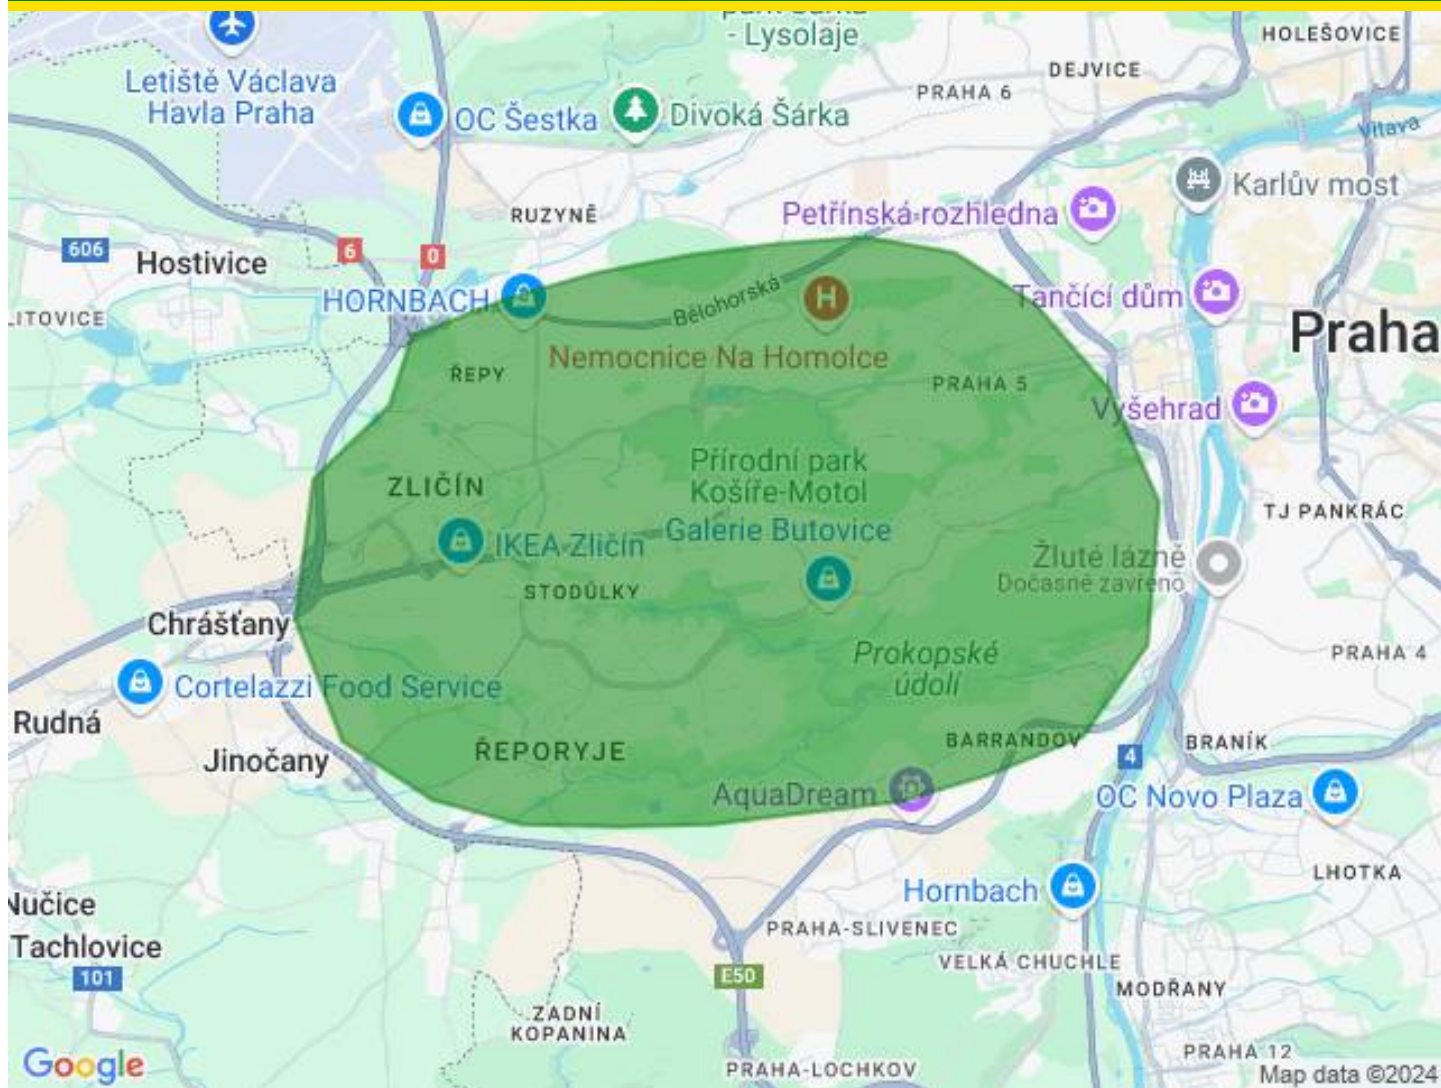 - Lysolaje
HOLEŠOVICE
DEJVICE
PRAHA 6
Letiště Václava
Havla Praha
OC Šestka
Divoká Šárka
Vltava
Karlův most
RUZYNĚ
Petřínská rozhledna
606
Hostivice
6
0
HORNBACH
Bělohorská
H
Tančící dům
LITOVICE
Praha
Nemocnice Na Homolce
ŘEPY
PRAHA 5
Vyšehrad
Přírodní park
Košíře-Motol
ZLIČÍN
TJ PANKRÁC
IKEA Zličín
Galerie Butovice
Žluté lázně
Dočasně zavřeno
STODŮLKY
Chrášťany
Prokopské
údolí
PRAHA 4
Cortelazzi Food Service
Rudná
Jinočany
ŘEPORYJE
BARRANDOV
4
BRANÍK
AquaDream
OC Novo Plaza
LHOTKA
Nučice
Hornbach
Tachlovice
101
PRAHA-SLIVENEC
VELKÁ CHUCHLE
E50
MODŘANY
ZADNÍ
KOPANINA
PRAHA 12
Google
PRAHA-LOCHKOV
Map data ©2024